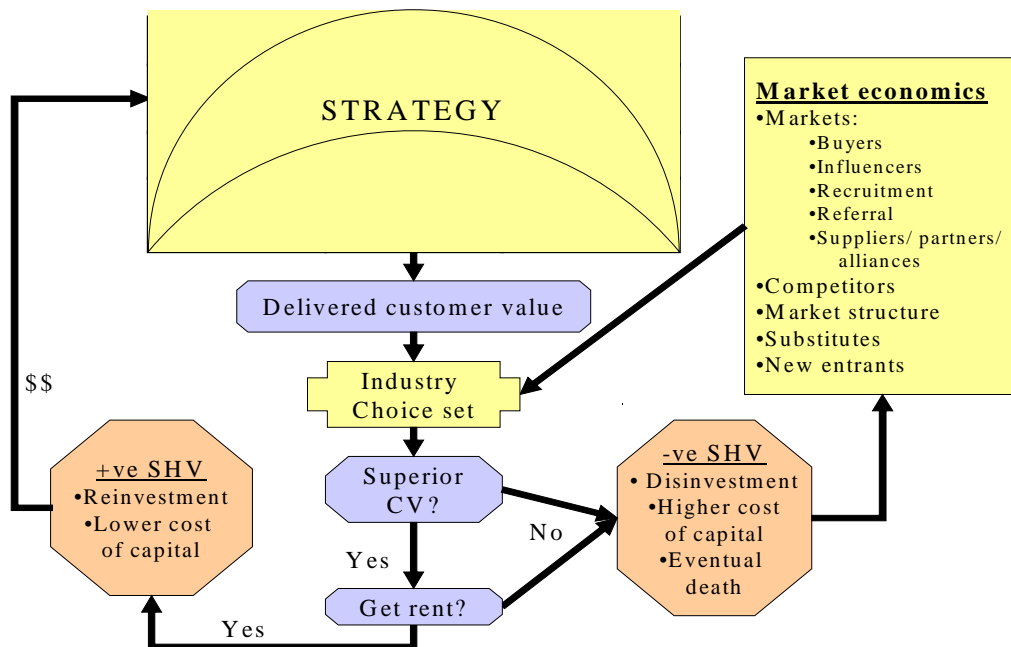 STRATEGY
Market economics
•Markets:
•Buyers
•Influencers
•Recruitment
•Referral
•Suppliers/ partners/
alliances
•Competitors
•Market structure
•Substitutes
•New entrants
Delivered customer value
Industry
Choice set
$$
+ve SHV
•Reinvestment
•Lower cost
of capital
Superior
CV?
-ve SHV
• Disinvestment
•Higher cost
of capital
•Eventual
death
No
Yes
Get rent?
Yes